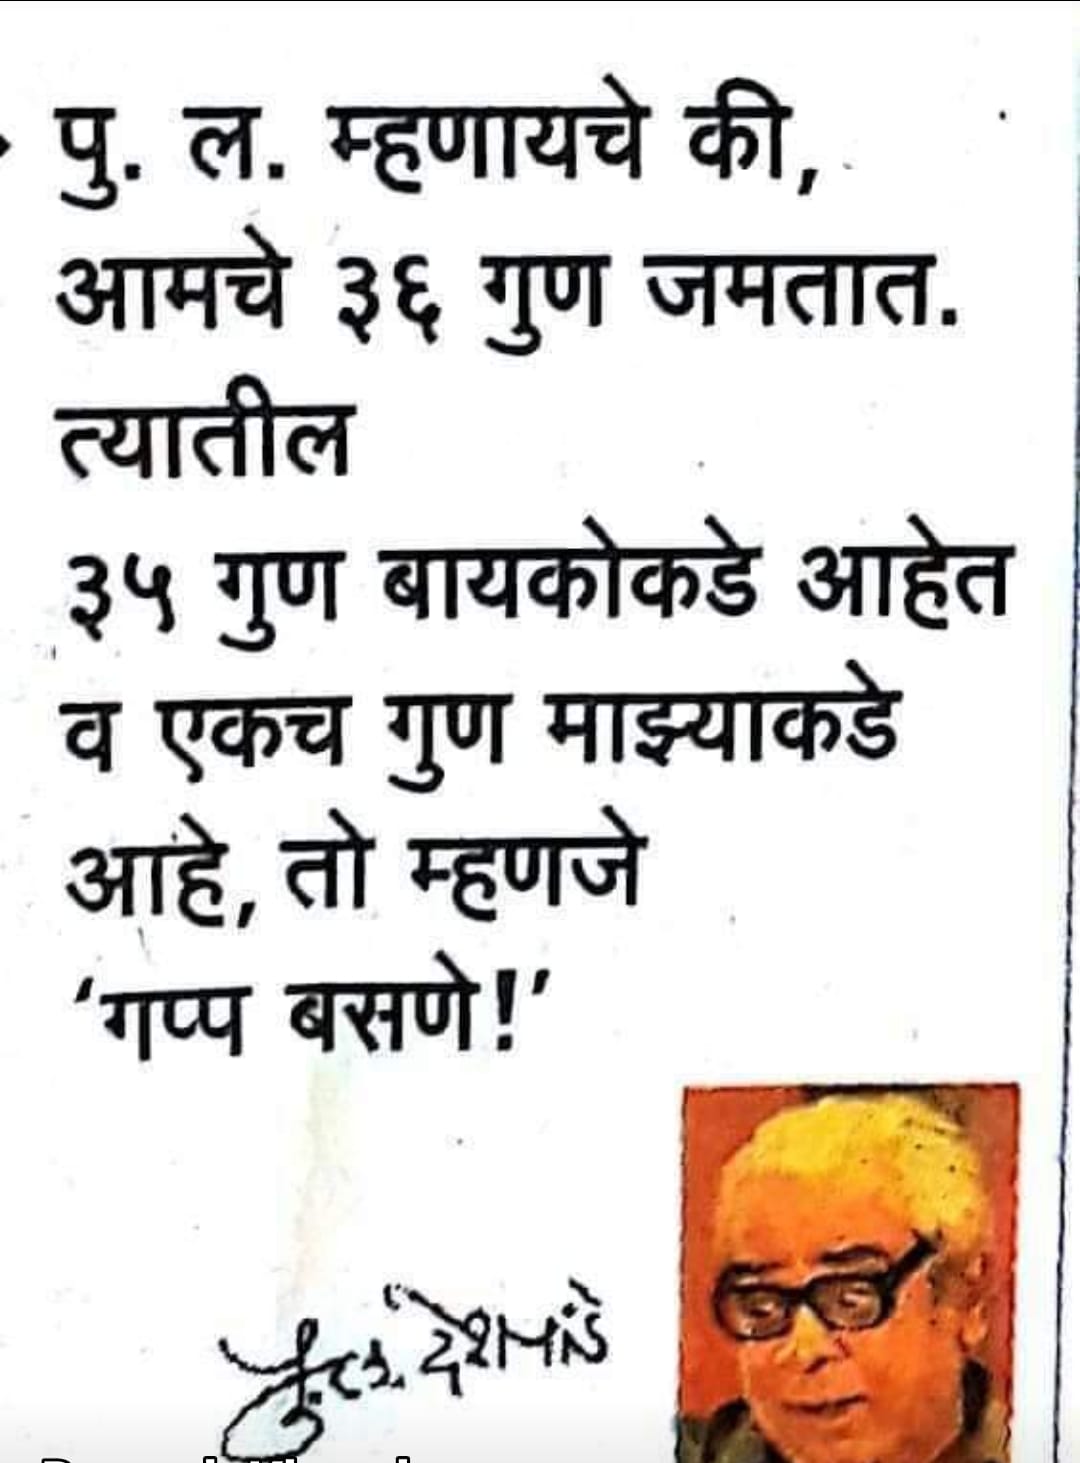 पु. ल. म्हणायचे की,
आमचे ३६ गुण जमतात.
त्यातील
३५ गुण बायकोकडे आहेत
व एकच गुण माझ्याकडे
आहे, तो म्हणजे
‘गप्प बसणे!’
पु.ल. देशपांडे